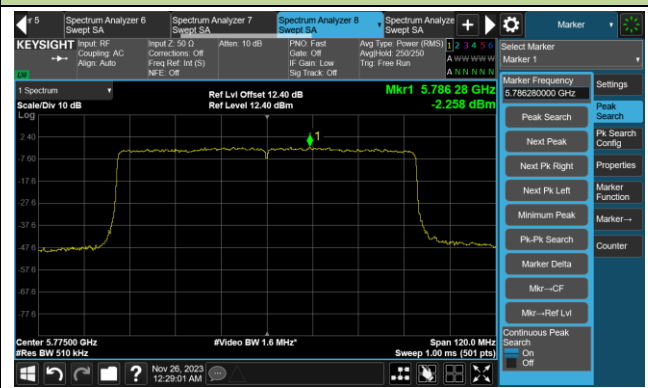 r 5
Spectrum Analyzer 6
Swept SA
Spectrum Analyzer 7
Swept SA
Spectrum Analyzer 8
Swept SA
Spectrum Analyze
Swept SA
Marker
KEYSIGHT
Input: RF
Coupling: AC
Align: Auto
Input Z: 50 Ω
Corrections: Off
Freq Ref: Int (S)
NFE: Off
Atten: 10 dB
PNO: Fast
Gate: Off
IF Gain: Low
Sig Track: Off
Avg Type: Power (RMS)
Avg|Hold: 250/250
Trig: Free Run
1 2 3 4 5 6
A W W W W W
A N N N N N
Select Marker
Marker 1
1 Spectrum
Scale/Div 10 dB
Ref Lvl Offset 12.40 dB
Ref Level 12.40 dBm
Mkr1 5.786 28 GHz
-2.258 dBm
Log
2.40
-7.60
-17.6
-27.6
-37.6
-47.6
-57.6
-67.6
-77.6
1
Center 5.77500 GHz
#Res BW 510 kHz
#Video BW 1.6 MHz*
Span 120.0 MHz
Sweep 1.00 ms (501 pts)
Marker Frequency
5.786280000 GHz
Peak Search
Next Peak
Next Pk Right
Next Pk Left
Minimum Peak
Pk-Pk Search
Marker Delta
Mkr→CF
Mkr→Ref Lvl
Continuous Peak
Search
On
Off
Settings
Peak
Search
Pk Search
Config
Properties
Marker
Function
Marker→
Counter
?
Nov 26, 2023
12:29:01 AM